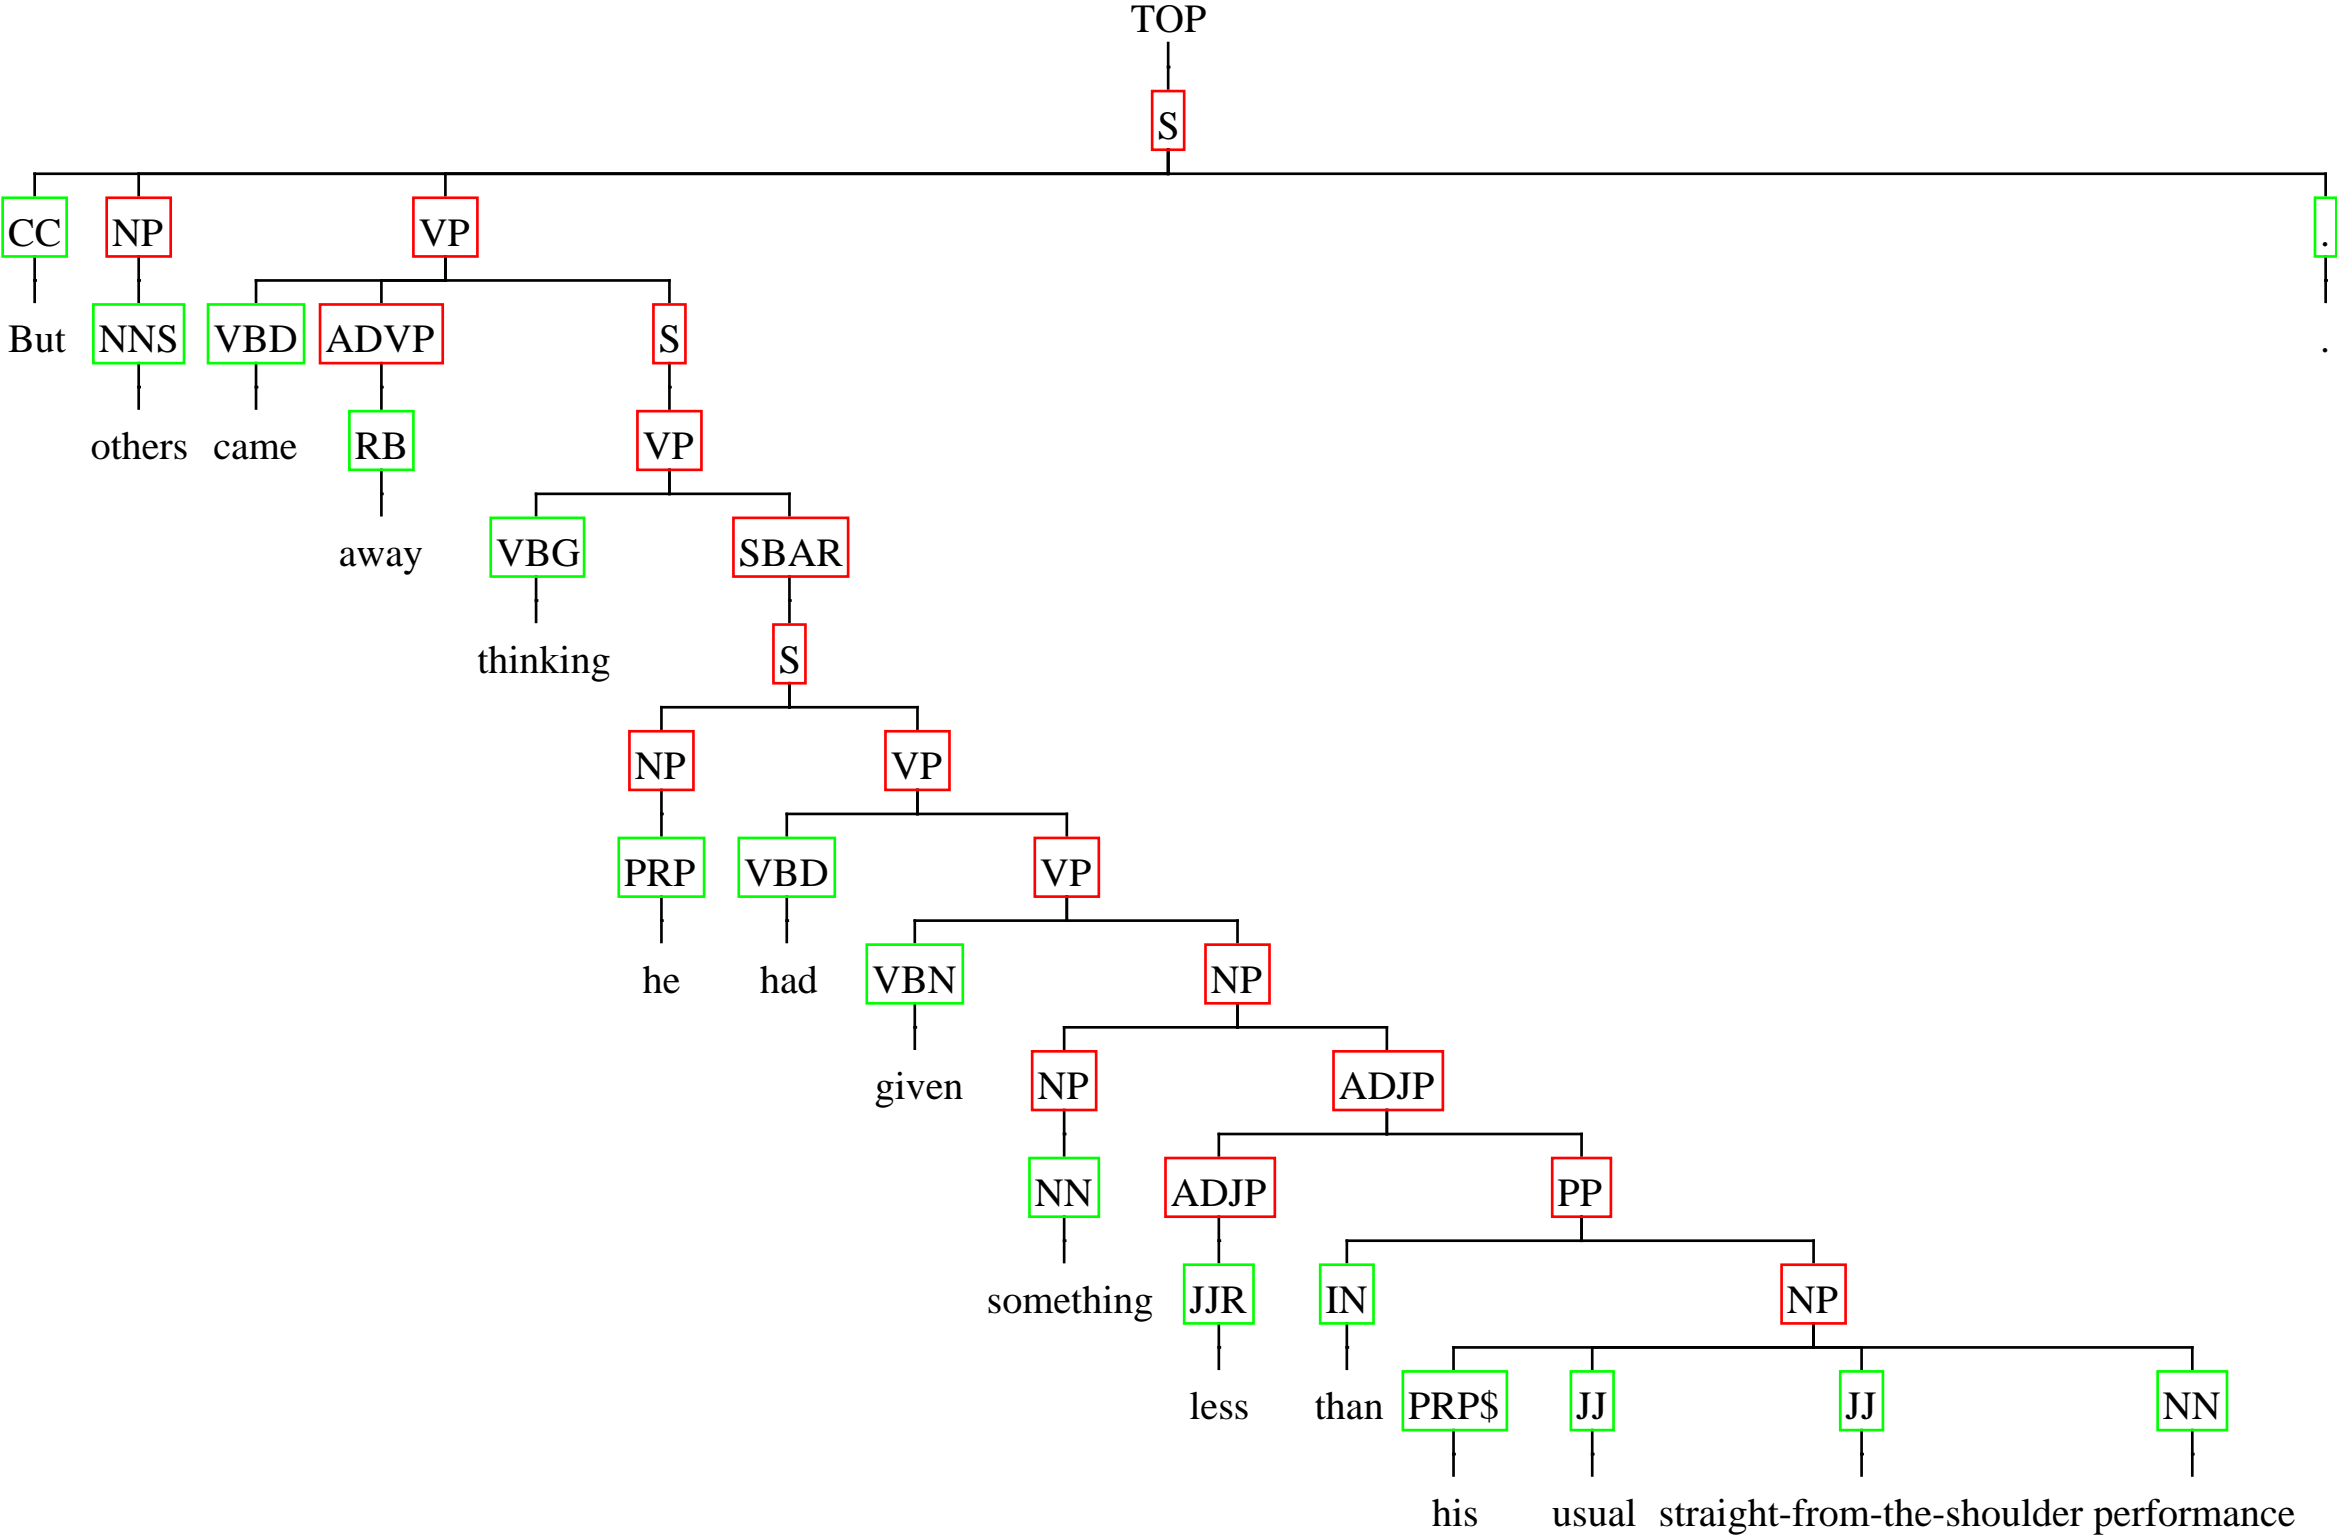 TOP
S
CC NP VP .
But NNS VBD ADVP S .
others came RB VP
away VBG SBAR
thinking S
NP VP
PRP VBD VP
he had VBN NP
given NP ADJP
NN ADJP PP
something JJR IN NP
less than PRP$ JJ JJ NN
his usual straight-from-the-shoulder performance